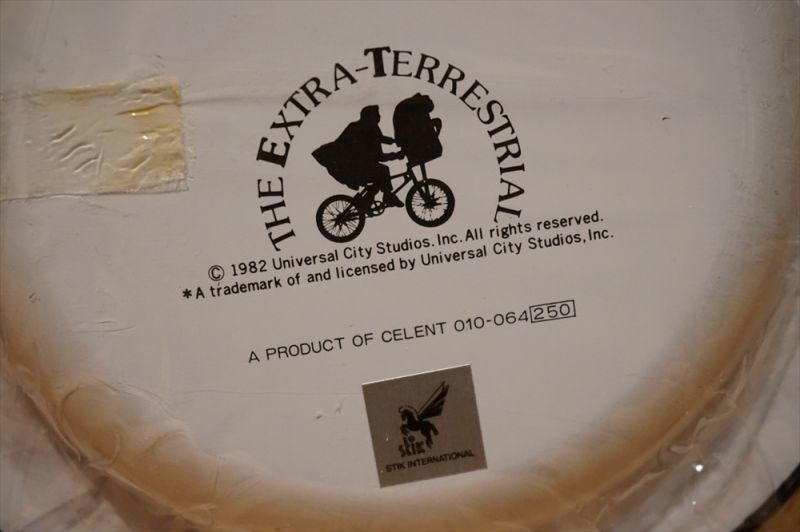 THE EXTRA-TERRESTRIAL
© 1982 Universal City Studios. Inc. All rights reserved.
*A trademark of and licensed by Universal City Studios, Inc.
A PRODUCT OF CELENT 010-064 250
stik
STIK INTERNATIONAL